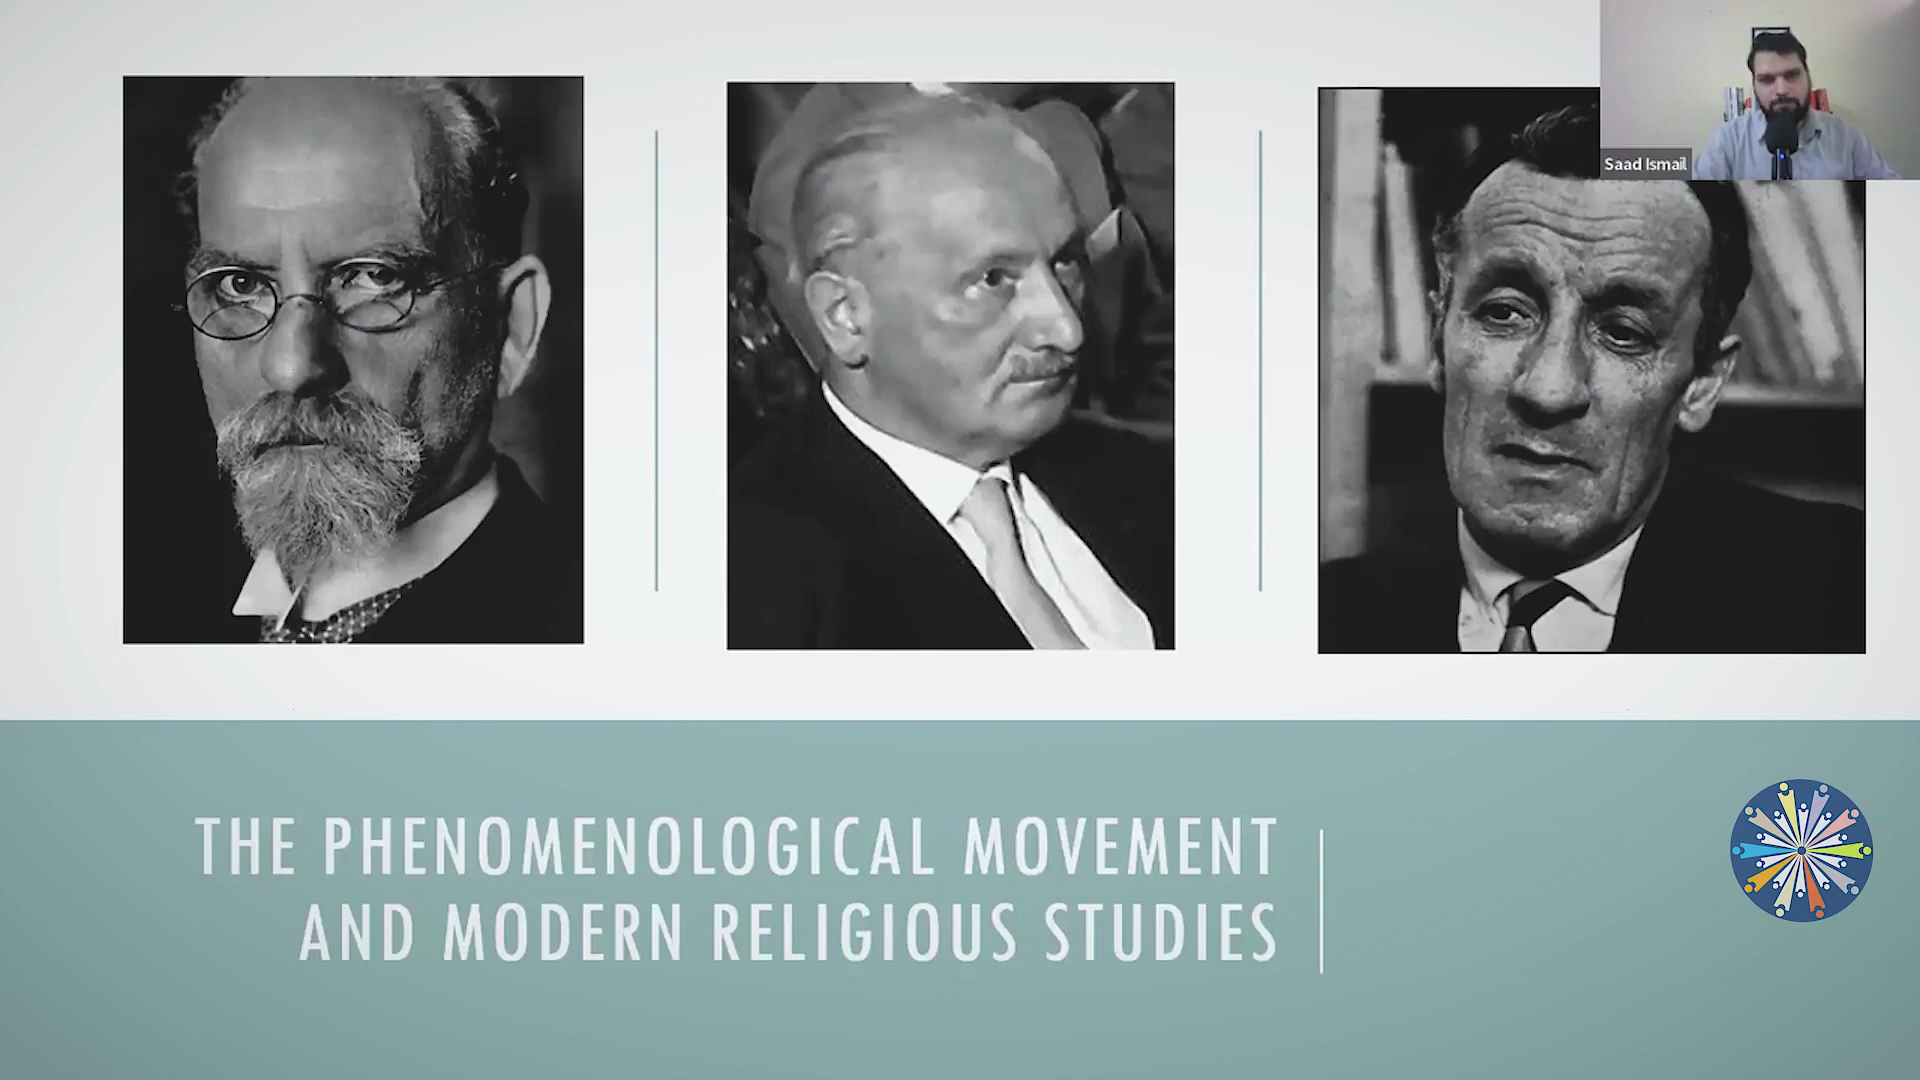 Saad Ismail
THE PHENOMENOLOGICAL MOVEMENT
AND MODERN RELIGIOUS STUDIES